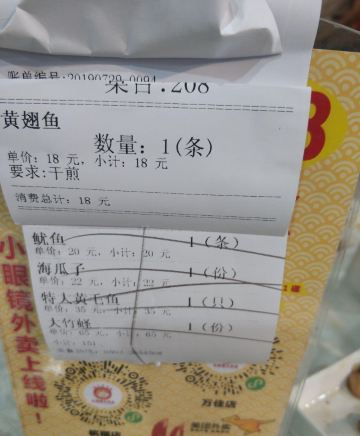 账单编号:20190729-0094
桌台:208
黄翅鱼
数量: 1(条)
单价: 18 元, 小计: 18 元
要求:干煎
消费总计: 18 元
鱿鱼 1(条)
单价: 20 元, 小计: 20 元
海瓜子 1(份)
单价: 22 元, 小计: 22 元
特大黄毛鱼 1(只)
单价: 35 元, 小计: 35 元
大竹蛏 1(份)
单价: 65 元, 小计: 65 元
8
小眼镜外卖上线啦!
万佳店